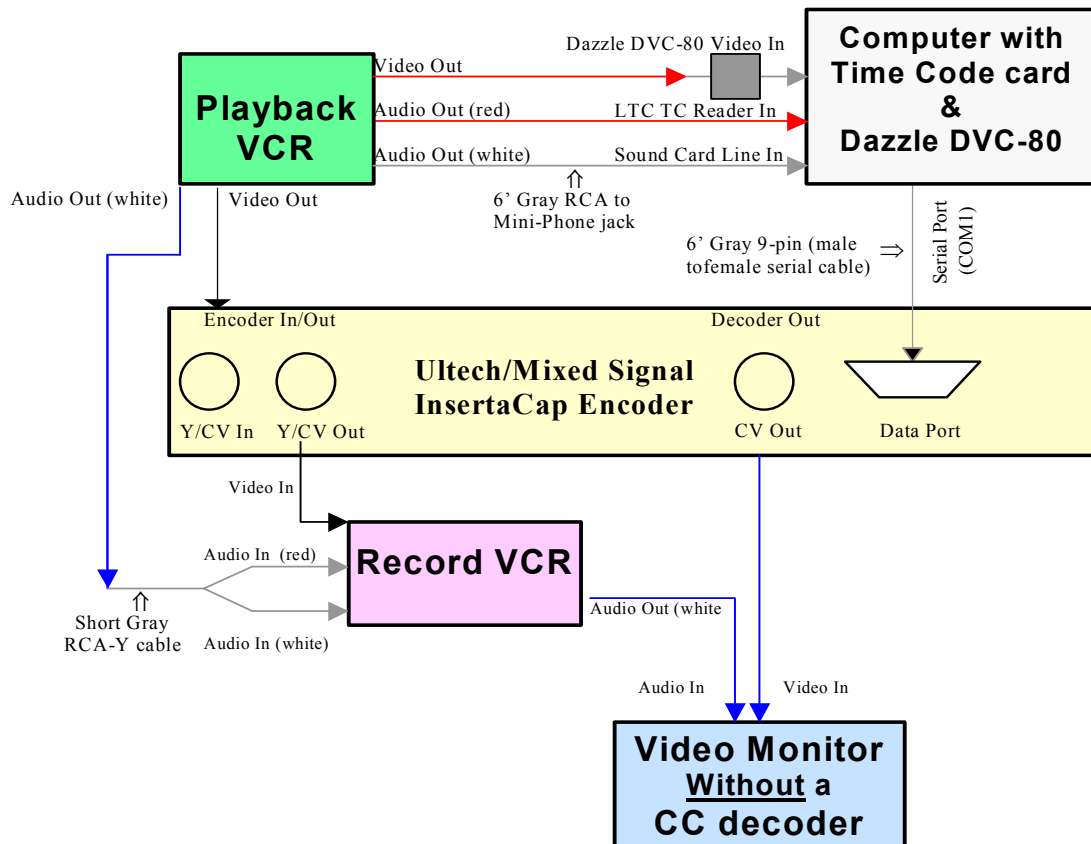 Dazzle DVC-80 Video In
Computer with
Time Code card
&
Dazzle DVC-80
Playback
VCR
Video Out
Audio Out (red)
LTC TC Reader In
Audio Out (white)
Sound Card Line In
6’ Gray RCA to
Mini-Phone jack
Audio Out (white)
Video Out
6’ Gray 9-pin (male
tofemale serial cable)
Serial Port
(COM1)
Encoder In/Out
Decoder Out
Ultech/Mixed Signal
InsertaCap Encoder
Y/CV In
Y/CV Out
CV Out
Data Port
Video In
Record VCR
Audio In (red)
Audio In (white)
Short Gray
RCA-Y cable
Audio Out (white
Audio In
Video In
Video Monitor
Without a
CC decoder